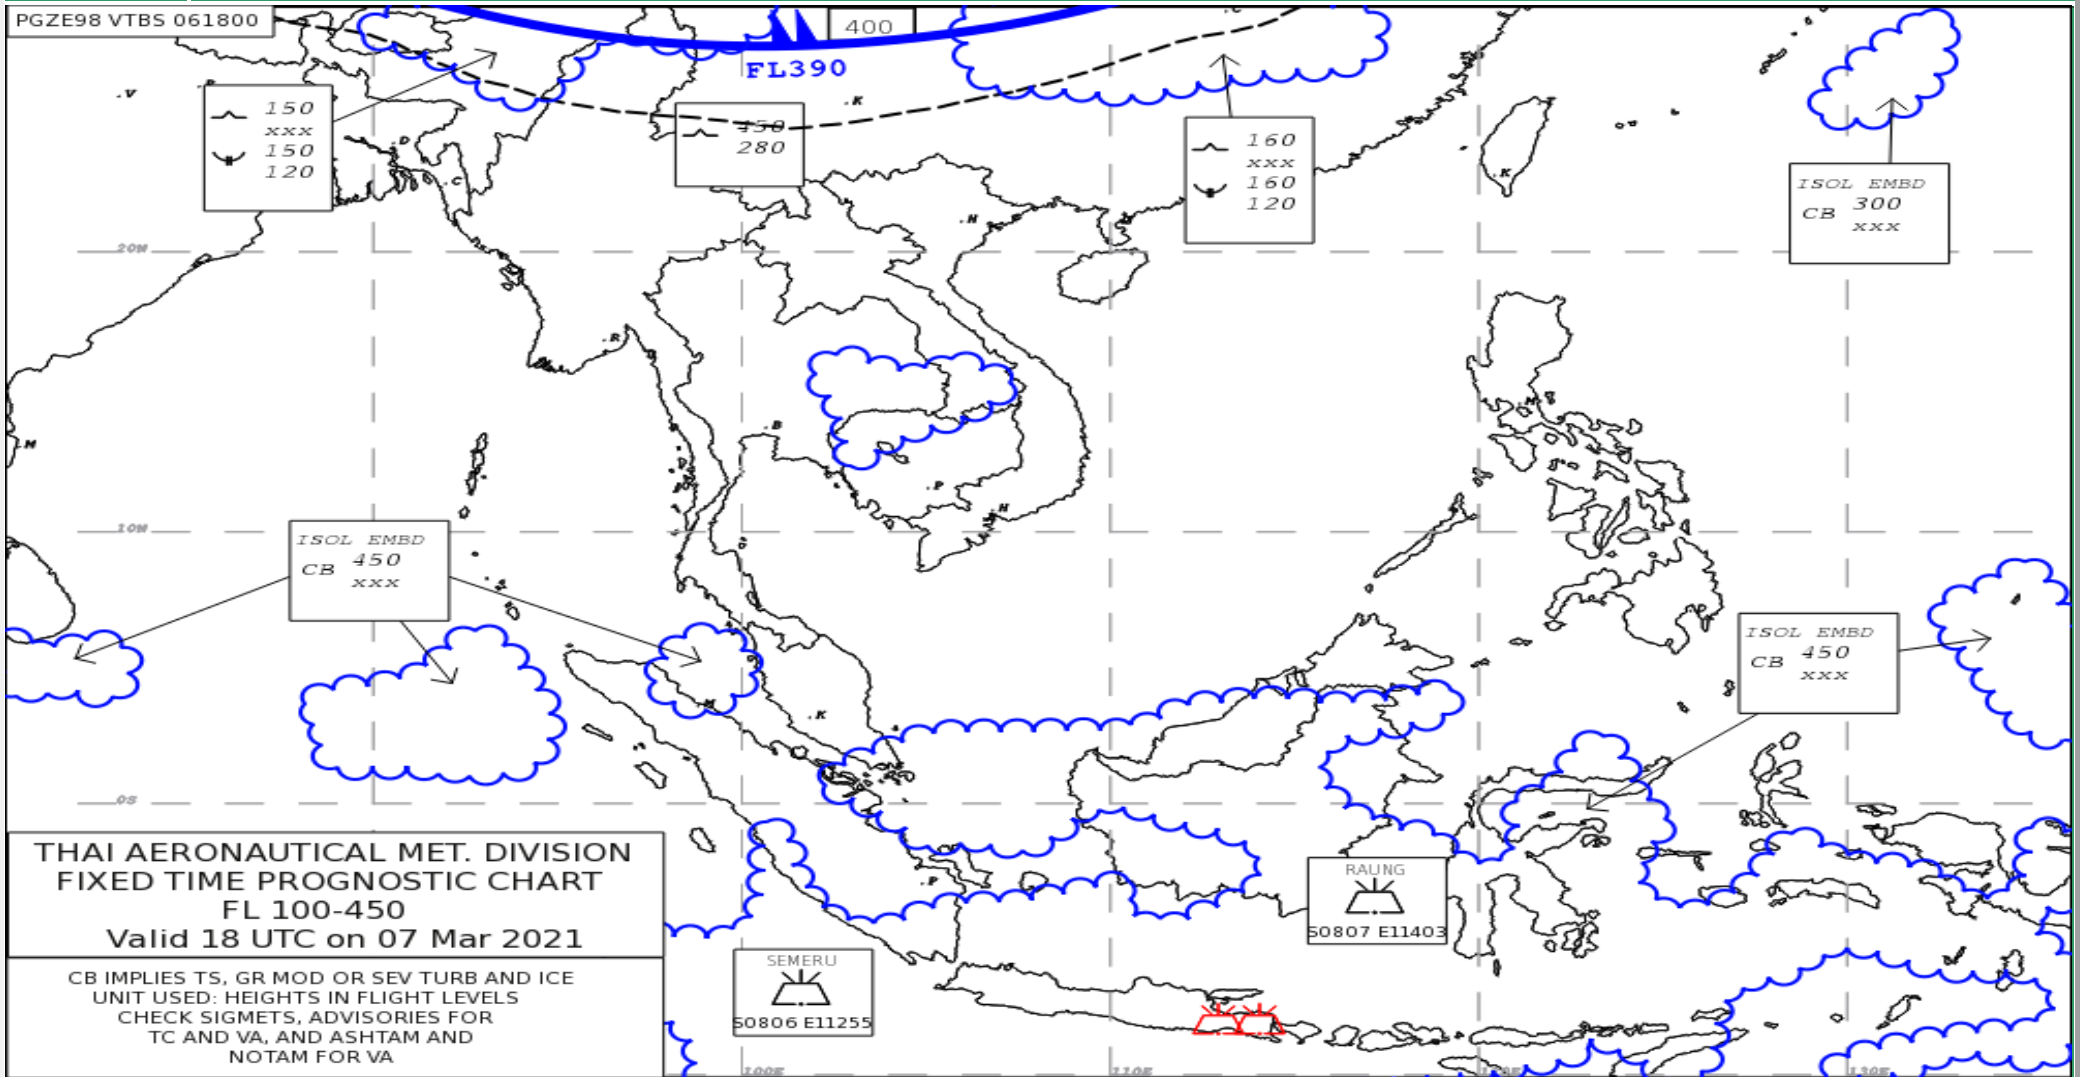 PGZE98 VTBS 061800
400
FL390
.V
.K
150
xxx
150
120
.D
.C
450
280
160
xxx
160
120
.K
ISOL EMBD
300
CB
xxx
.H
20N
.R
.B
M
.M
.P
.H
10N
ISOL EMBD
450
CB
xxx
ISOL EMBD
450
CB
xxx
M
.K
0S
THAI AERONAUTICAL MET. DIVISION
FIXED TIME PROGNOSTIC CHART
FL 100-450
Valid 18 UTC on 07 Mar 2021
CB IMPLIES TS, GR MOD OR SEV TURB AND ICE
UNIT USED: HEIGHTS IN FLIGHT LEVELS
CHECK SIGMETS, ADVISORIES FOR
TC AND VA, AND ASHTAM AND
NOTAM FOR VA
RAUNG
S0807 E11403
SEMERU
S0806 E11255
100E
110E
130E